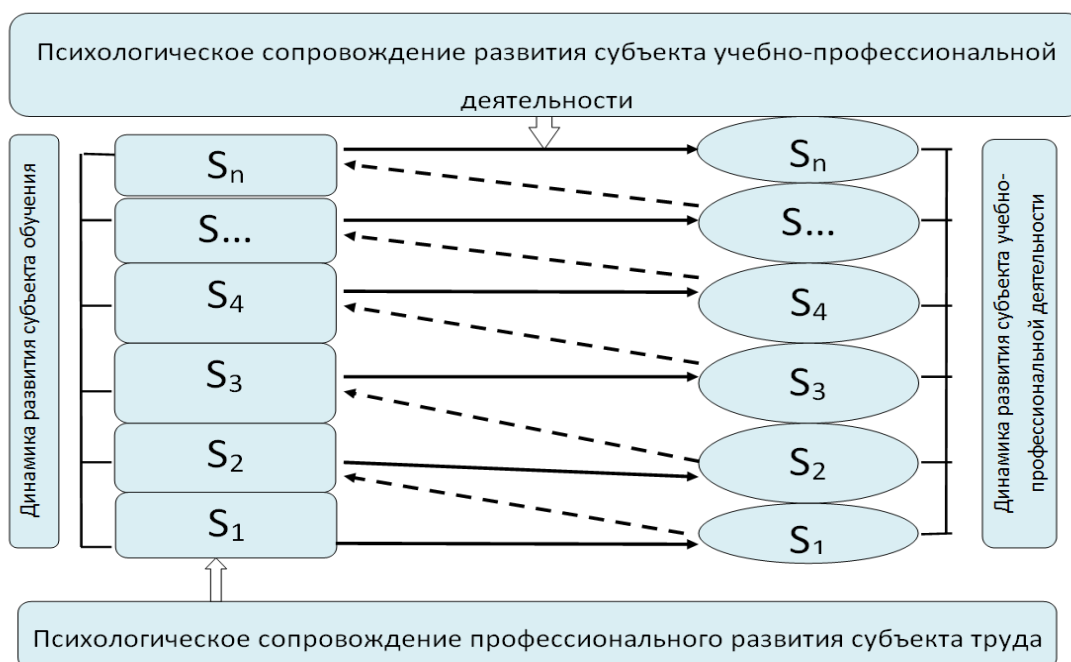 Психологическое сопровождение развития субъекта учебно-профессиональной
деятельности
Динамика развития субъекта обучения
Sn
S...
S4
S3
S2
S1
Sn
S...
S4
S3
S2
S1
Динамика развития субъекта учебно-
профессиональной деятельности
Психологическое сопровождение профессионального развития субъекта труда